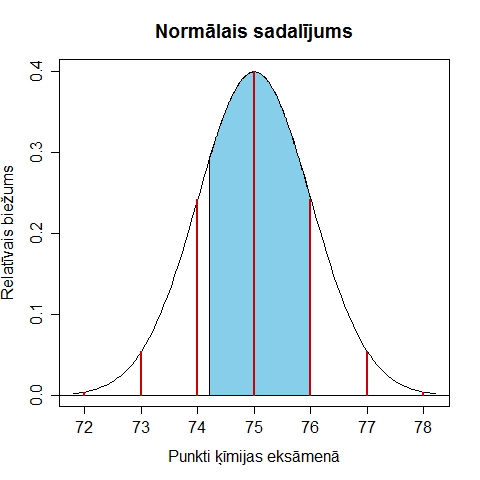 Normālais sadalījums
Relatīvais biežums
0.4
0.3
0.2
0.1
0.0
72 73 74 75 76 77 78
Punkti ķīmijas eksāmenā